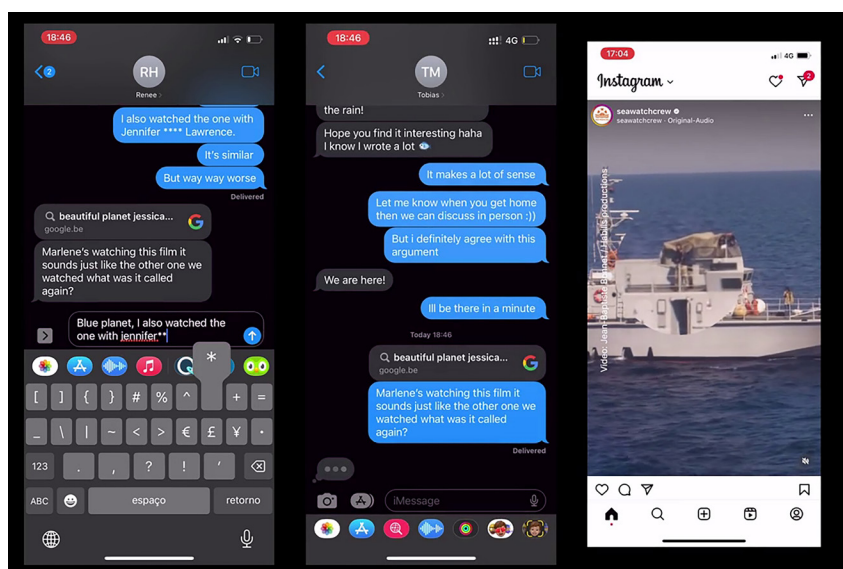 18:46
2
RH
Renee
I also watched the one with
Jennifer **** Lawrence.
It's similar
But way way worse
Delivered
beautiful planet jessica...
google.be
Marlene's watching this film it
sounds just like the other one we
watched what was it called
again?
Blue planet, I also watched the
one with jennifer**
*
[ ] { } # % ^ + =
_ \ | ~ < > € £ ¥ •
123 . , ? ! '
ABC espaço retorno
18:46
4G
TM
Tobias
the rain!
Hope you find it interesting haha
I know I wrote a lot
It makes a lot of sense
Let me know when you get home
then we can discuss in person :))
But i definitely agree with this
argument
We are here!
Ill be there in a minute
Today 18:46
beautiful planet jessica...
google.be
Marlene's watching this film it
sounds just like the other one we
watched what was it called
again?
Delivered
iMessage
17:04
4G
Instagram
seawatchcrew
seawatchcrew · Original-Audio